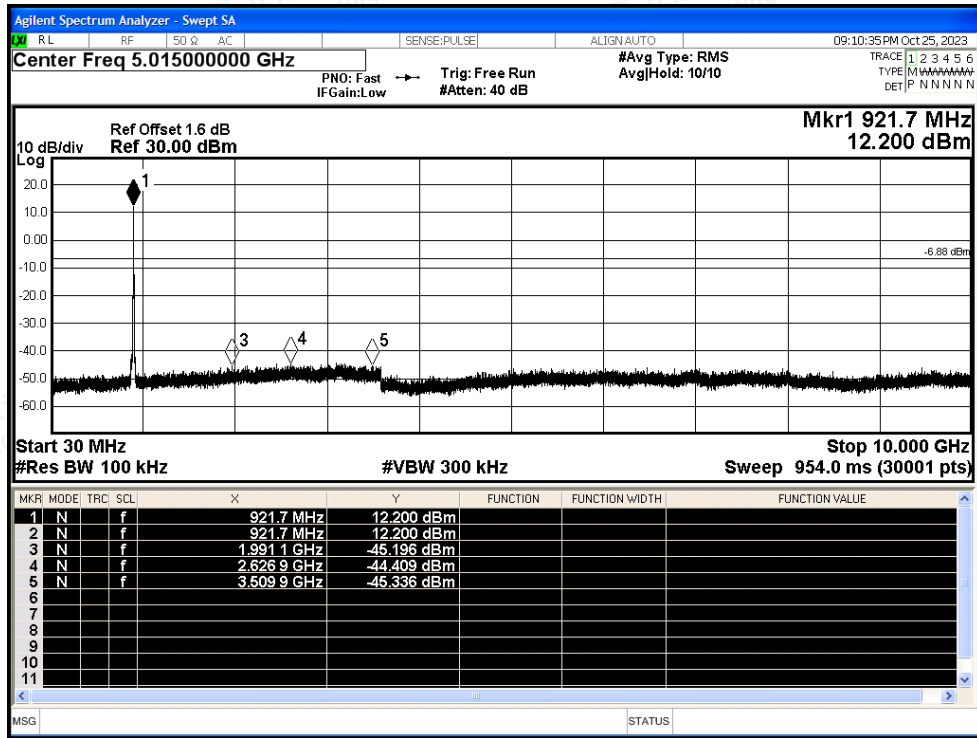 Agilent Spectrum Analyzer - Swept SA
LXI RL RF 50 Ω AC SENSE:PULSE ALIGN AUTO 09:10:35 PM Oct 25, 2023
Center Freq 5.015000000 GHz #Avg Type: RMS TRACE 1 2 3 4 5 6
PNO: Fast Trig: Free Run Avg|Hold: 10/10 TYPE M
IFGain:Low #Atten: 40 dB DET P N N N N N
Mkr1 921.7 MHz
Ref Offset 1.6 dB
10 dB/div Ref 30.00 dBm 12.200 dBm
Log
1
20.0
10.0
0.00
-6.88 dBm
-10.0
-20.0
-30.0
3 4 5
-40.0
-50.0
-60.0
Start 30 MHz Stop 10.000 GHz
#Res BW 100 kHz #VBW 300 kHz Sweep 954.0 ms (30001 pts)
MKR MODE TRC SCL X Y FUNCTION FUNCTION WIDTH FUNCTION VALUE
1 N f 921.7 MHz 12.200 dBm
2 N f 921.7 MHz 12.200 dBm
3 N f 1.991 1 GHz -45.196 dBm
4 N f 2.626 9 GHz -44.409 dBm
5 N f 3.509 9 GHz -45.336 dBm
6
7
8
9
10
11
MSG STATUS